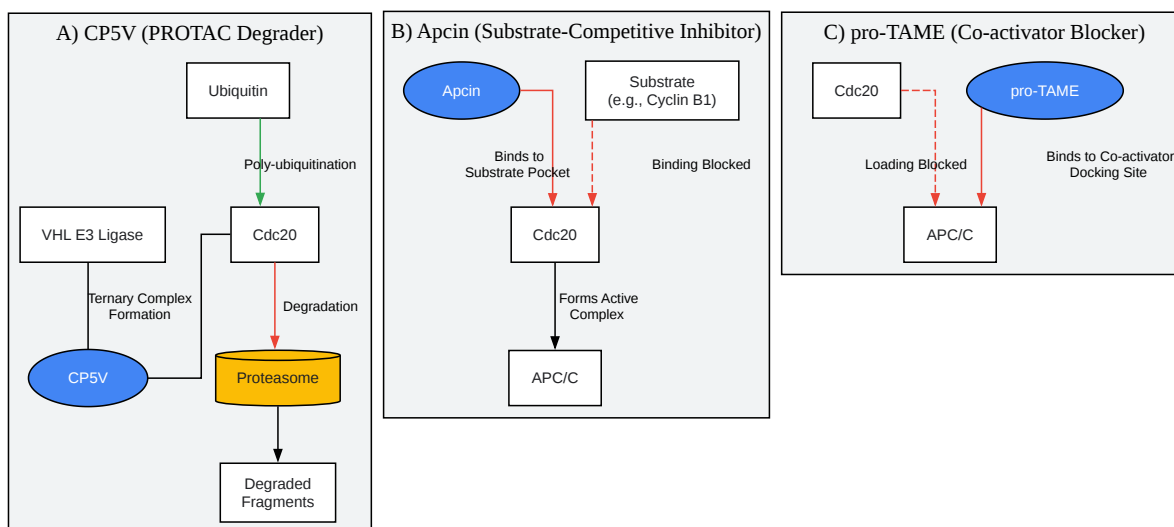 A) CP5V (PROTAC Degrader)
Ubiquitin
Poly-ubiquitination
VHL E3 Ligase
Cdc20
Ternary Complex
Formation
Degradation
CP5V
Proteasome
Degraded
Fragments
B) Apcin (Substrate-Competitive Inhibitor)
Apcin
Substrate
(e.g., Cyclin B1)
Binds to
Substrate Pocket
Binding Blocked
Cdc20
Forms Active
Complex
APC/C
C) pro-TAME (Co-activator Blocker)
Cdc20
pro-TAME
Loading Blocked
Binds to Co-activator
Docking Site
APC/C